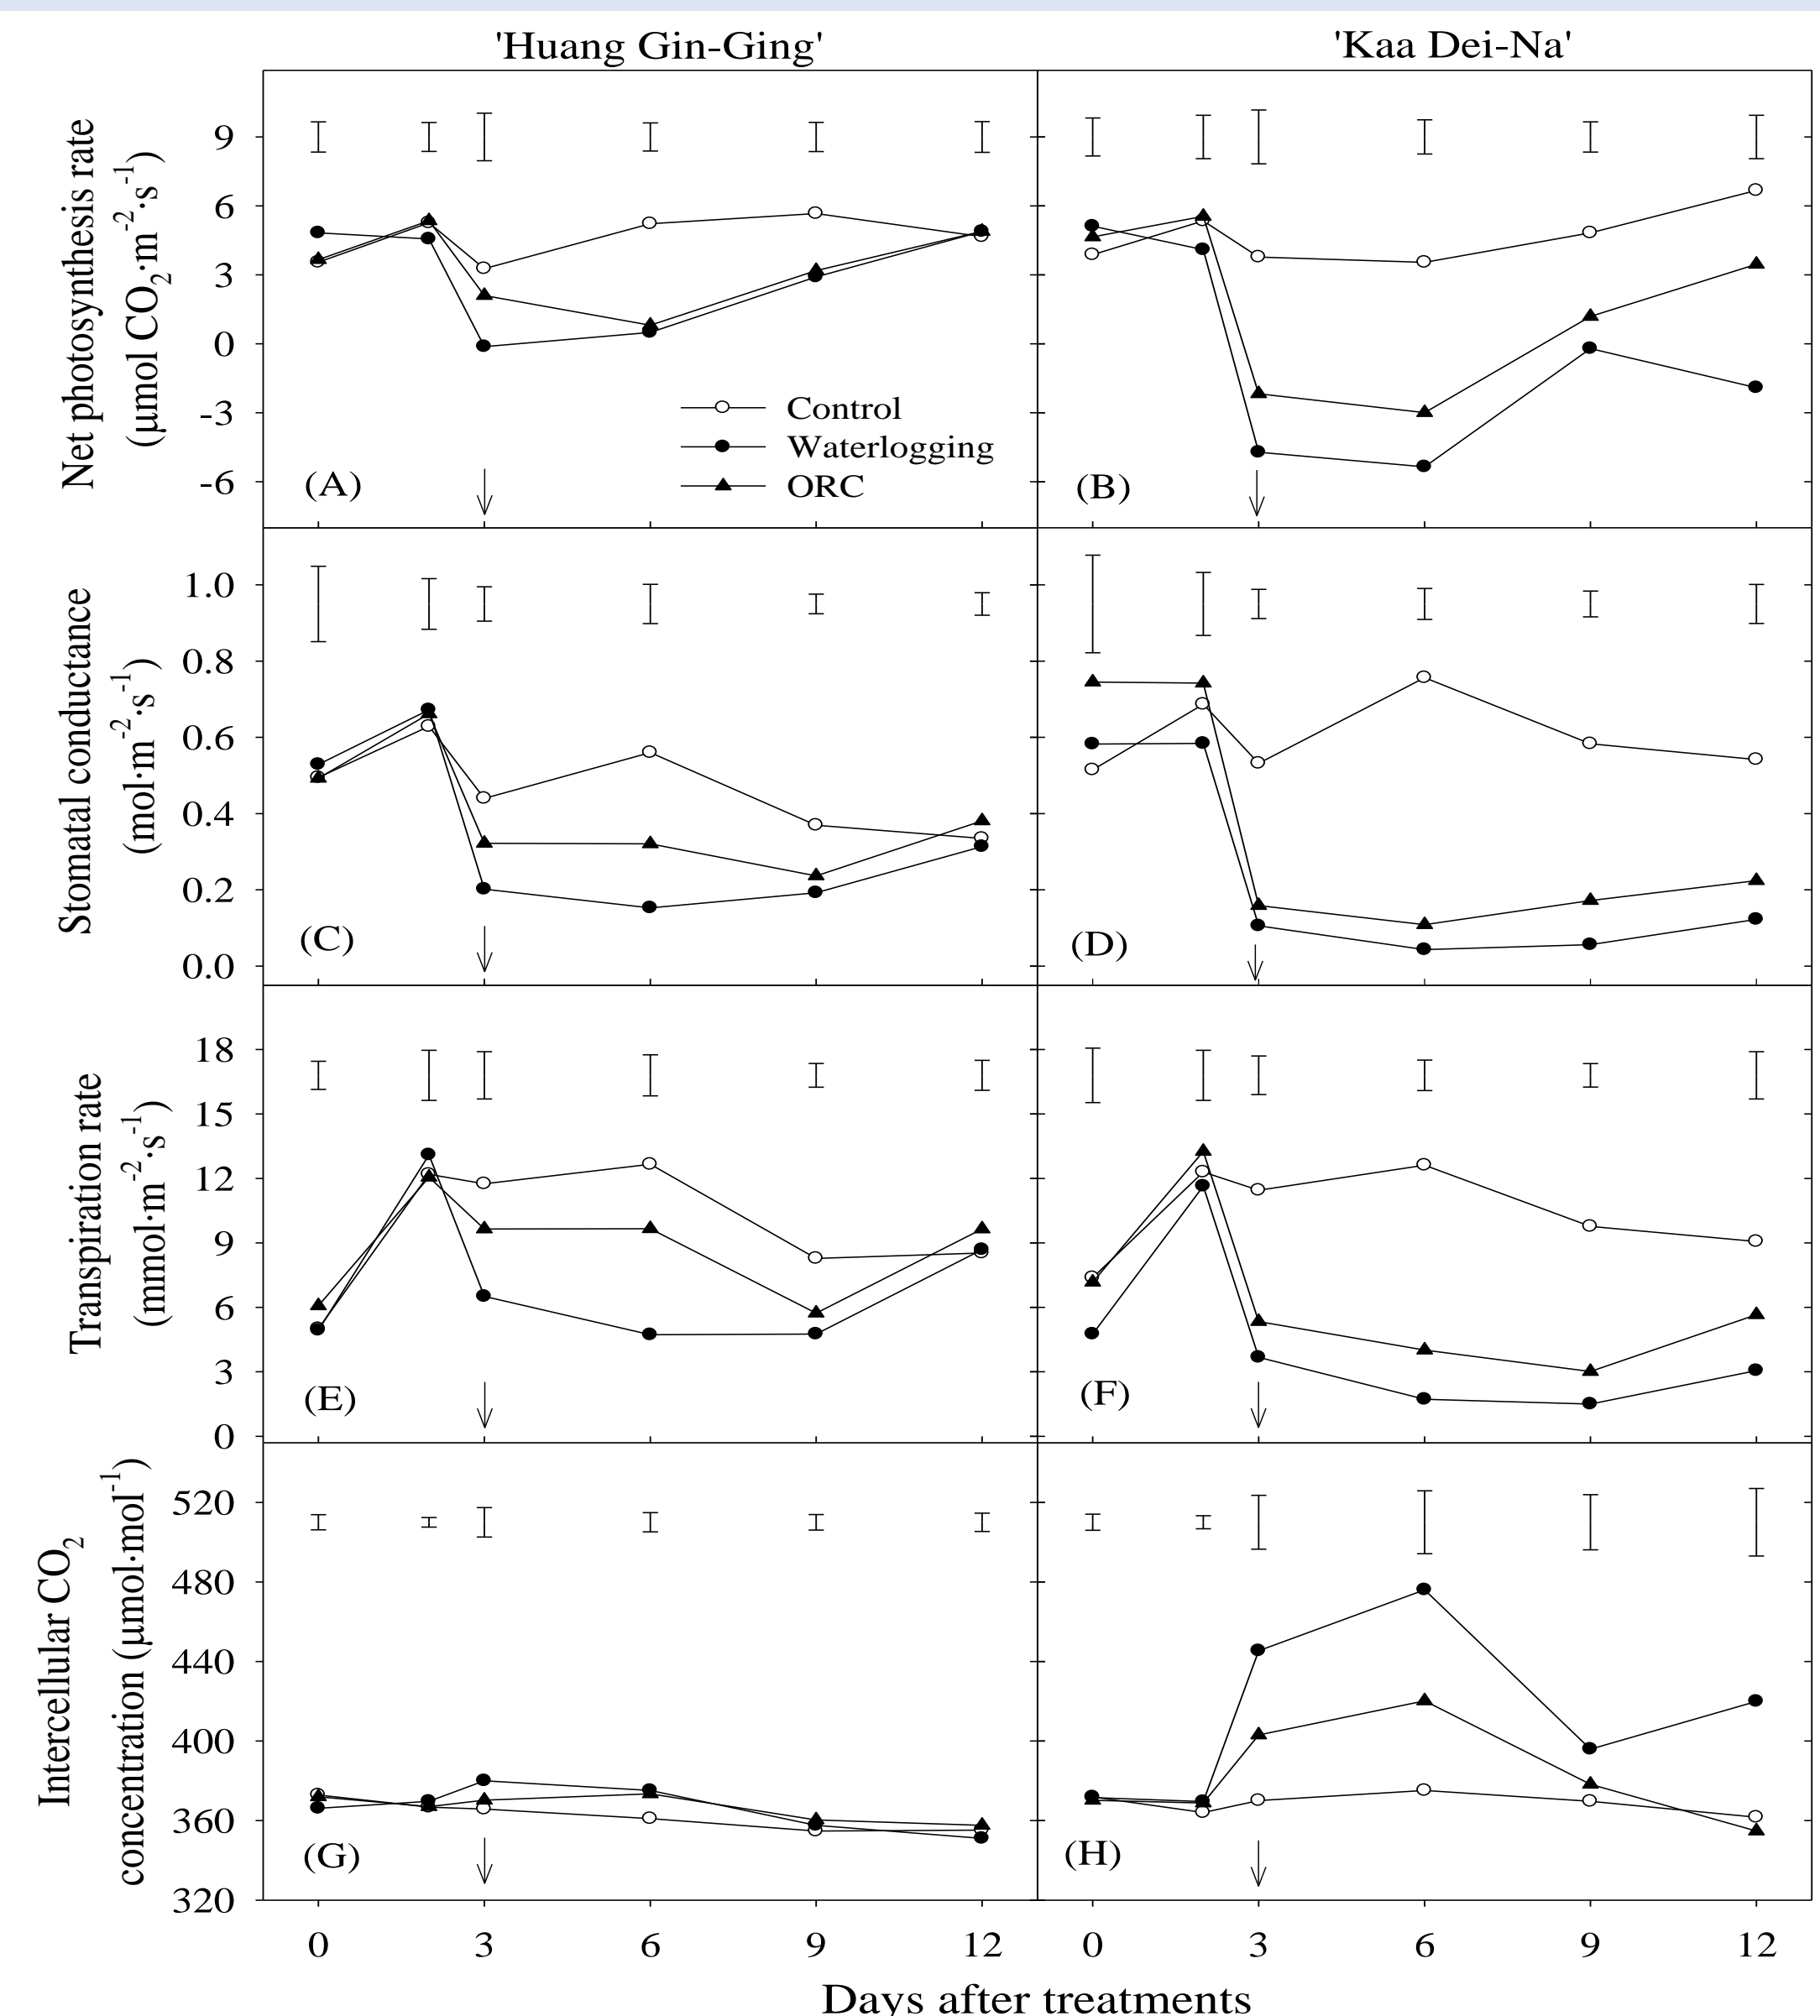 'Huang Gin-Ging'
'Kaa Dei-Na'
Net photosynthesis rate
(μmol CO₂·m⁻²·s⁻¹)
9
6
3
0
-3
-6
Control
Waterlogging
ORC
(A)
(B)
Stomatal conductance
(mol·m⁻²·s⁻¹)
1.0
0.8
0.6
0.4
0.2
0.0
(C)
(D)
Transpiration rate
(mmol·m⁻²·s⁻¹)
18
15
12
9
6
3
0
(E)
(F)
Intercellular CO₂
concentration (μmol·mol⁻¹)
520
480
440
400
360
320
(G)
(H)
0 3 6 9 12 0 3 6 9 12
Days after treatments